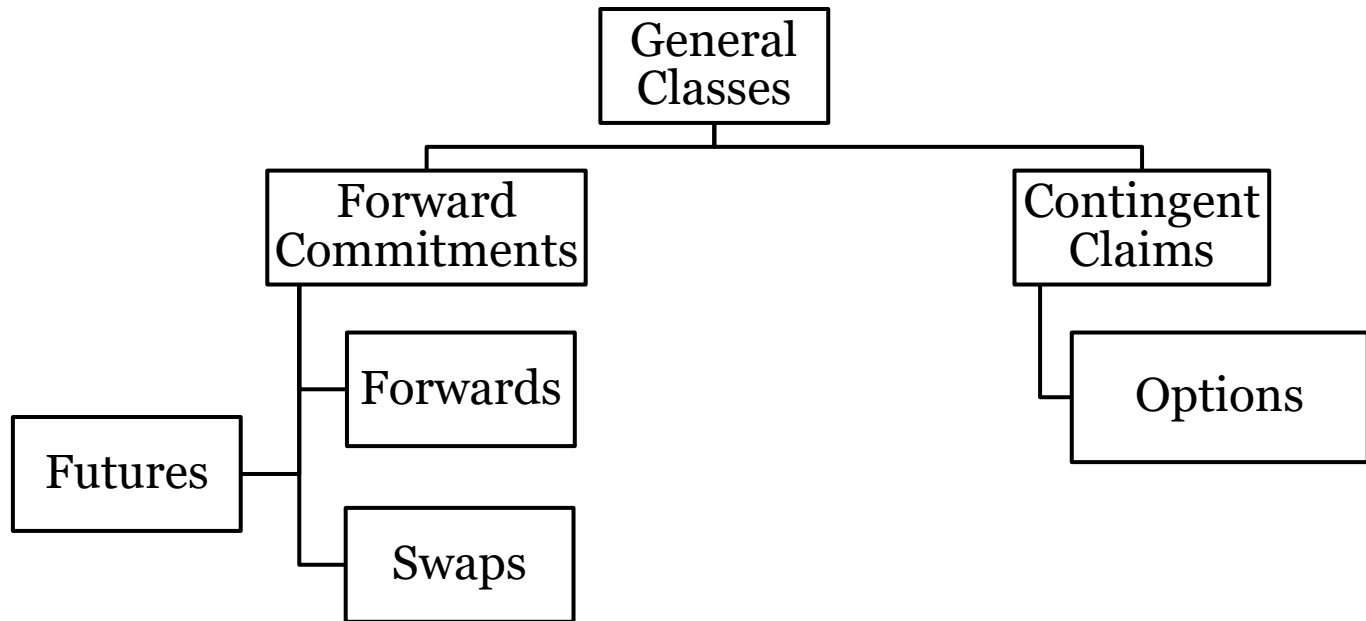 General
Classes
Forward
Commitments
Contingent
Claims
Forwards
Options
Futures
Swaps